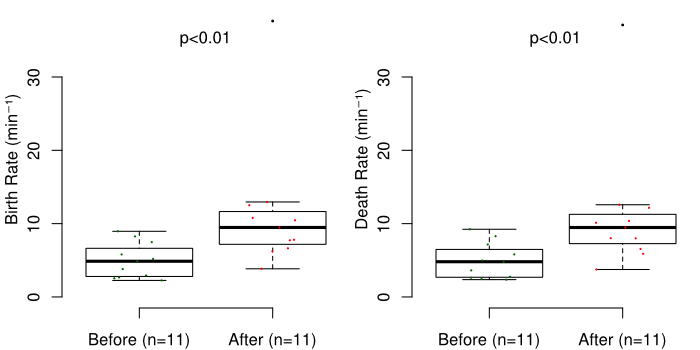 p<0.01
Birth Rate (min⁻¹)
30
20
10
0
Before (n=11)
After (n=11)
p<0.01
Death Rate (min⁻¹)
30
20
10
0
Before (n=11)
After (n=11)